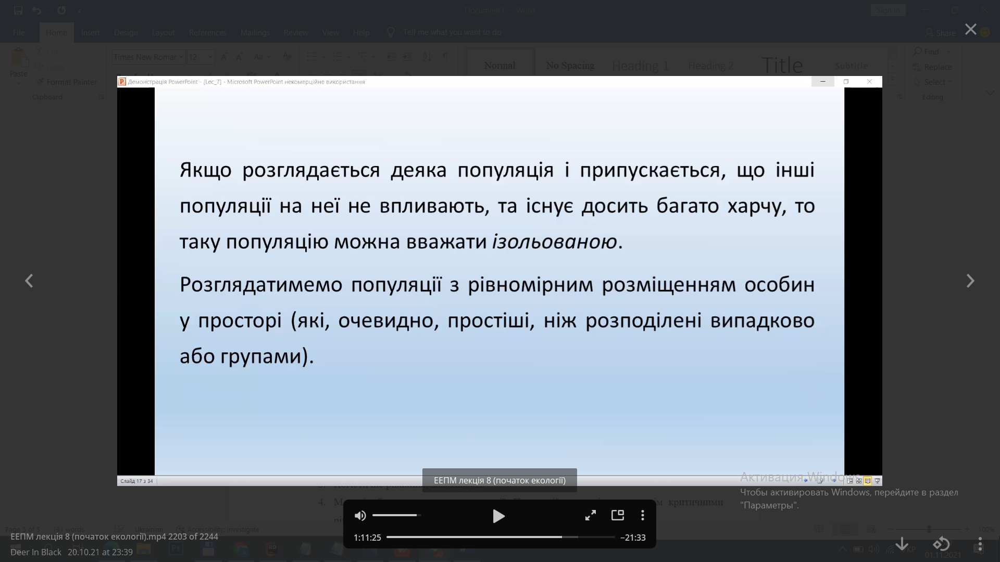 Document1 - Word
Sign in
File Home Insert Design Layout References Mailings Review View Help Tell me what you want to do
Share
Times New Romar 12
Cut
Copy
Paste
Format Painter
Normal No Spacing Heading 1 Heading 2 Title Subtitle
Find
Replace
Select
Clipboard
Editing
Демонстрація PowerPoint - [Lec_7] - Microsoft PowerPoint некомерційне використання
Якщо розглядається деяка популяція і припускається, що інші
популяції на неї не впливають, та існує досить багато харчу, то
таку популяцію можна вважати ізольованою.
Розглядатимемо популяції з рівномірним розміщенням особин
у просторі (які, очевидно, простіші, ніж розподілені випадково
або групами).
Слайд 17 з 34
ЕЕПМ лекція 8 (початок екології)
Активация Windows
Чтобы активировать Windows, перейдите в раздел
"Параметры".
4.
критичними
1:11:25
−21:33
Page 5 of 5 191 words Ukrainian Accessibility: Investigate
100%
ЕЕПМ лекція 8 (початок екології).mp4 2203 of 2244
Deer In Black 20.10.21 at 23:39
01.11.2021